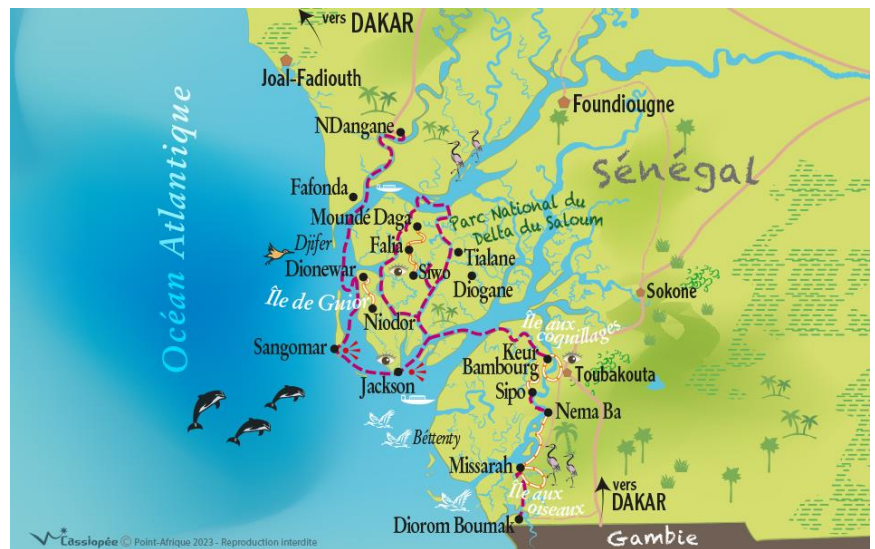 vers
DAKAR
Joal-Fadiouth
Foundiougne
NDangane
Océan Atlantique
Sénégal
Fafonda
Moundé Daga
Parc National du
Delta du Saloum
Djifer
Falia
Tialane
Dionewar
Siwo
Diogane
Sokone
Île de Guior
Niodor
Île aux
coquillages
Sangomar
Keur
Bambourg
Toubakouta
Jackson
Sipo
Nema Ba
Béttenty
Missarah
Île aux
oiseaux
vers
DAKAR
Diorom Boumak
Gambie
Cassiopée © Point-Afrique 2023 - Reproduction interdite